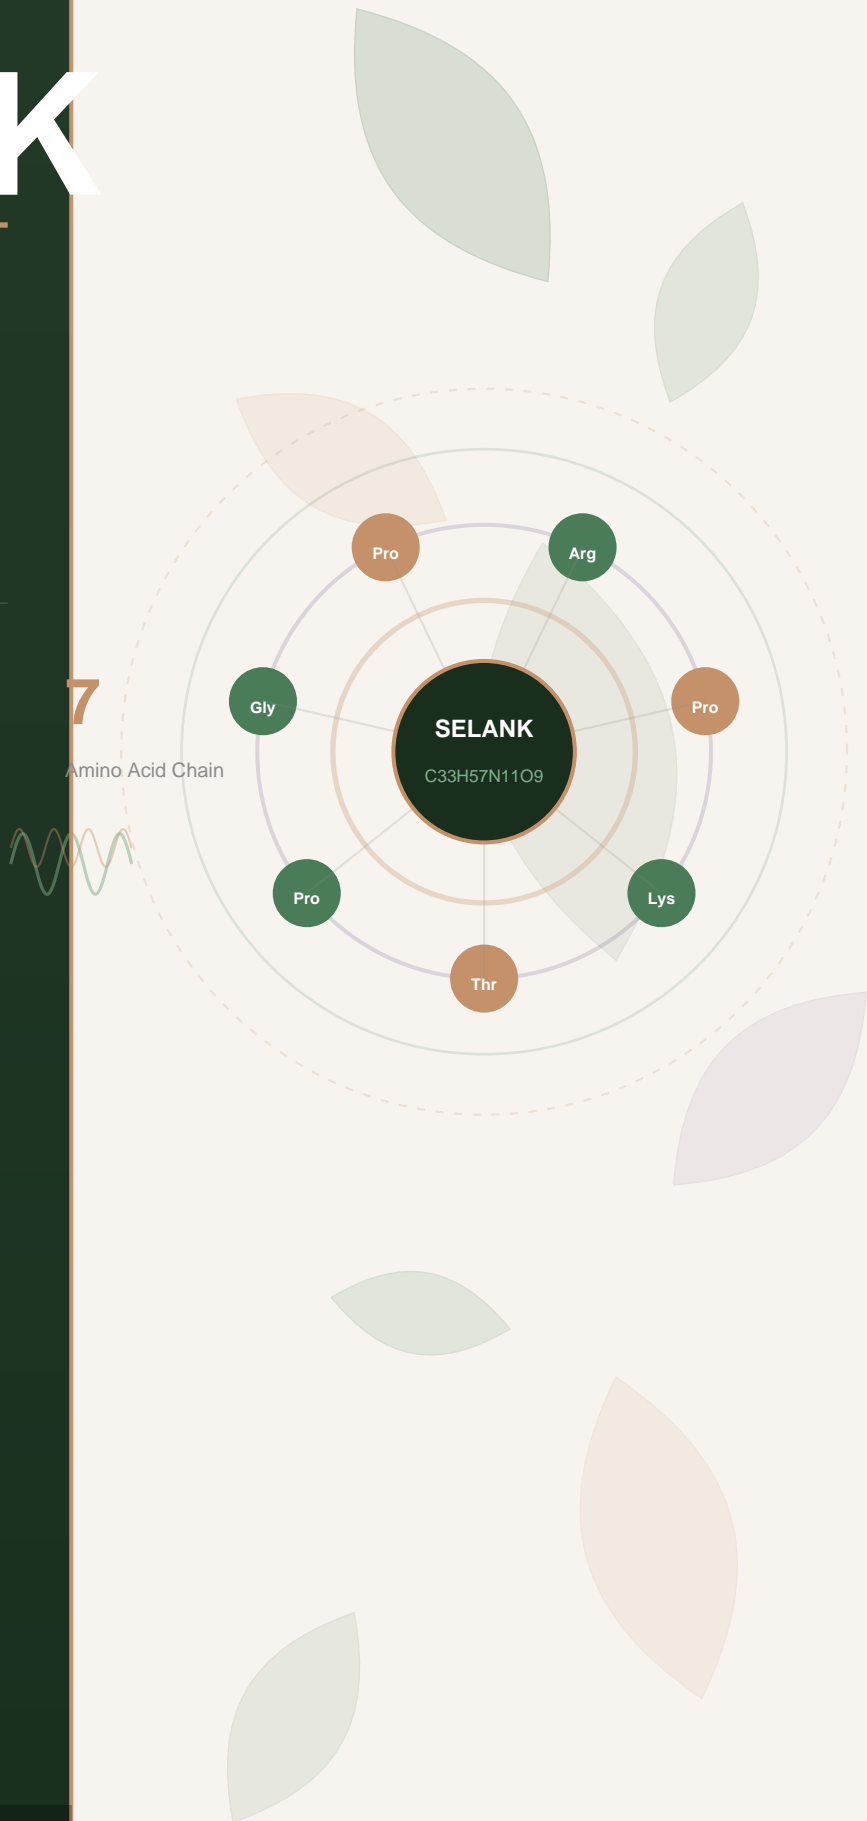 K
Pro
Arg
Gly
Pro
7
SELANK
Amino Acid Chain
C33H57N11O9
Pro
Lys
Thr